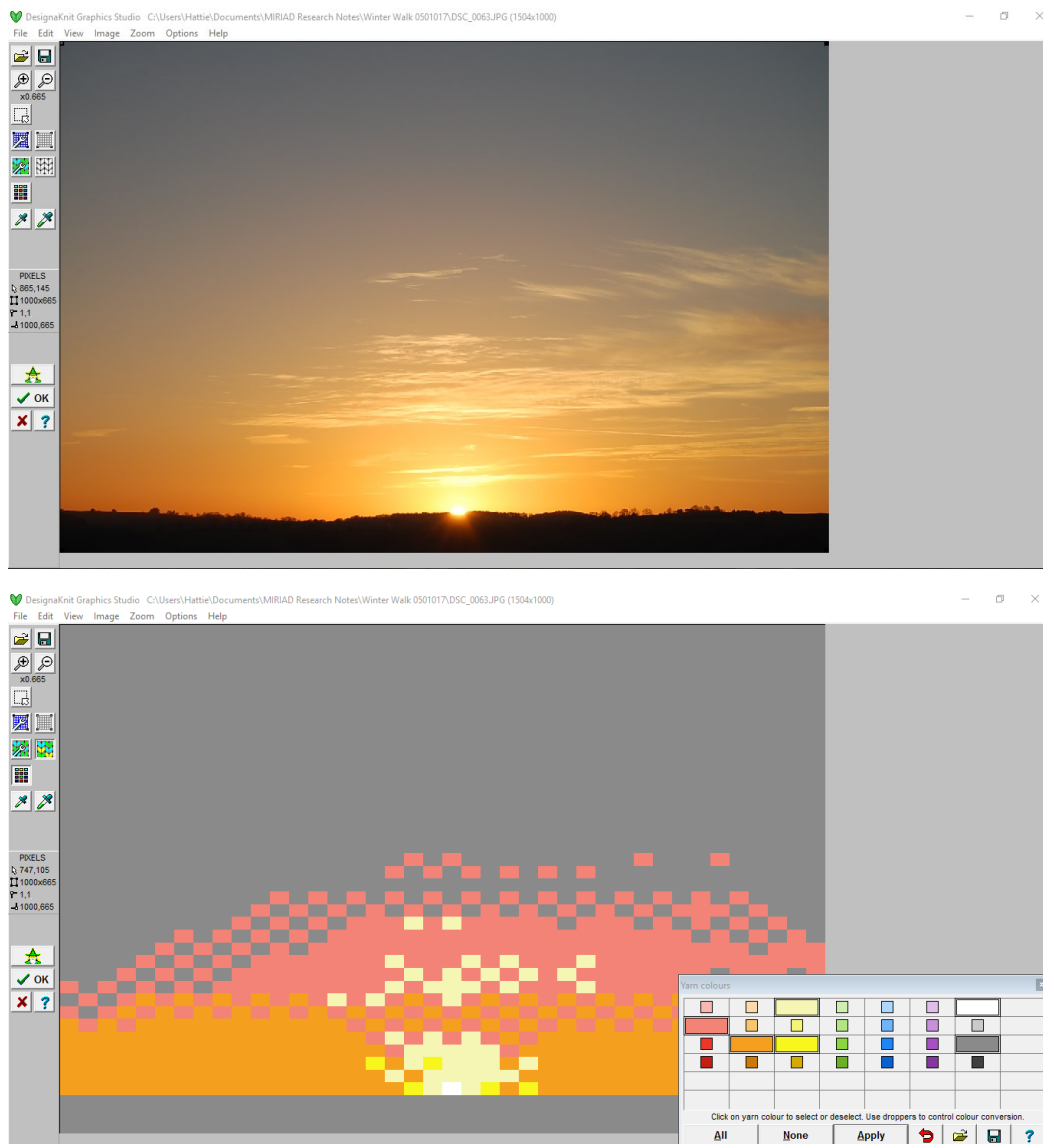 DesignaKnit Graphics Studio C:\Users\Hattie\Documents\MIRIAD Research Notes\Winter Walk 0501017\DSC_0063.JPG (1504x1000)
File Edit View Image Zoom Options Help
x0.665
PIXELS
865,145
1000x665
1,1
1000,665
OK
?
DesignaKnit Graphics Studio C:\Users\Hattie\Documents\MIRIAD Research Notes\Winter Walk 0501017\DSC_0063.JPG (1504x1000)
File Edit View Image Zoom Options Help
x0.665
PIXELS
747,105
1000x665
1,1
1000,665
OK
?
Yarn colours
Click on yarn colour to select or deselect. Use droppers to control colour conversion.
All None Apply ?